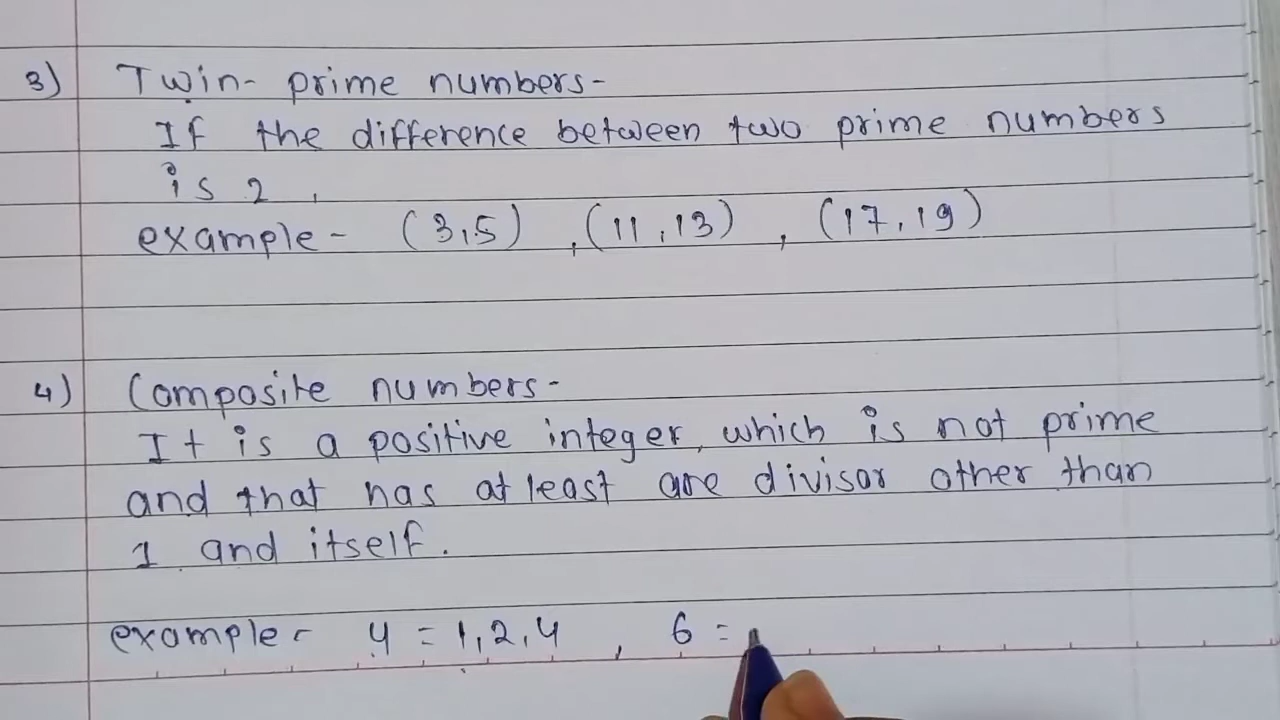 3) Twin- prime numbers-
If the difference between two prime numbers
is 2 ,
example - (3,5) , (11,13) , (17,19)
4) Composite numbers-
It is a positive integer, which is not prime
and that has at least one divisor other than
1 and itself.
example - 4 = 1,2,4 , 6 =